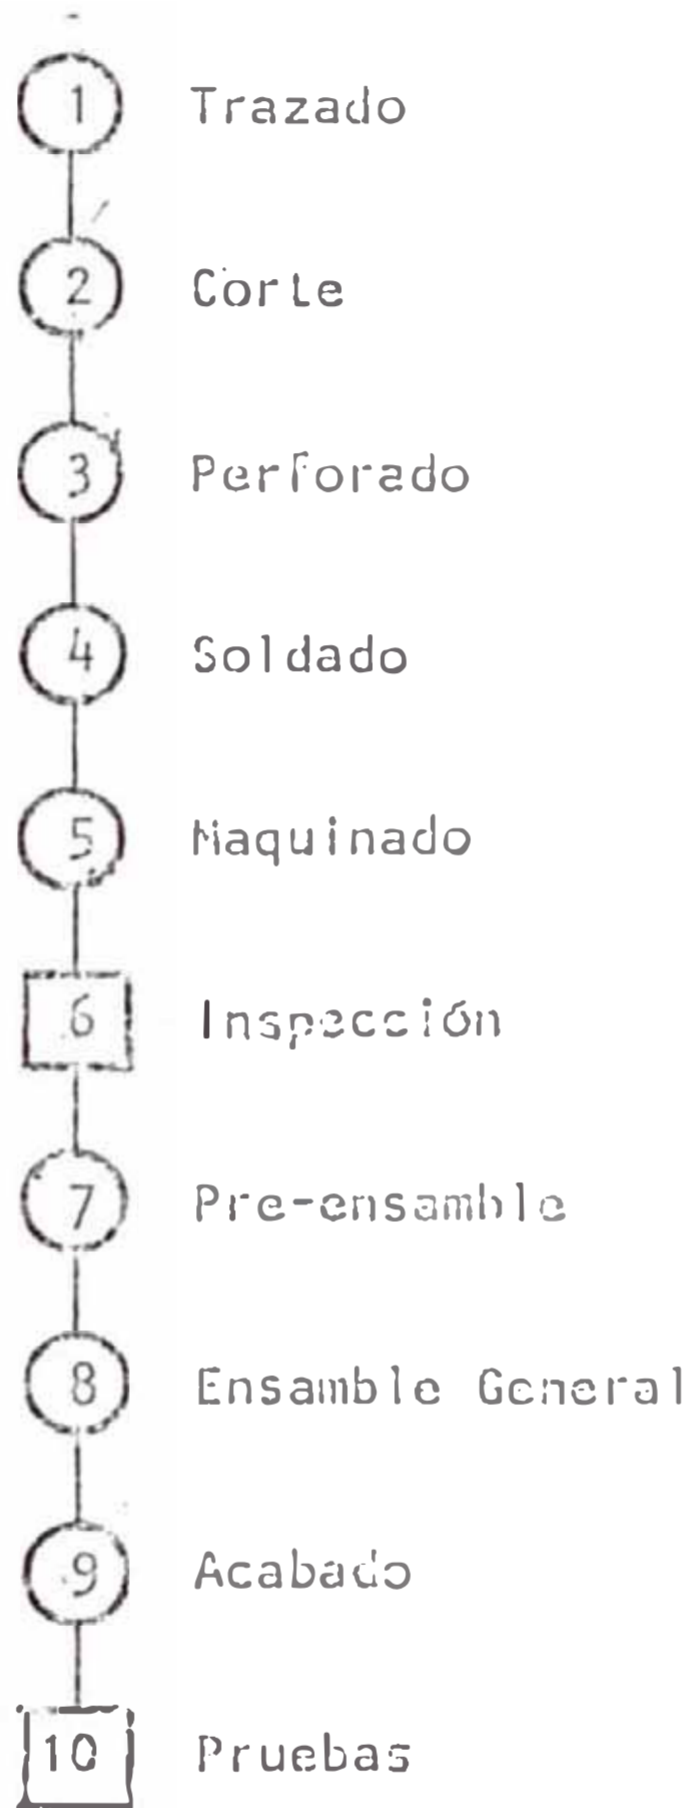 1 Trazado
2 Corte
3 Perforado
4 Soldado
5 Maquinado
6 Inspección
7 Pre-ensamble
8 Ensamble General
9 Acabado
10 Pruebas